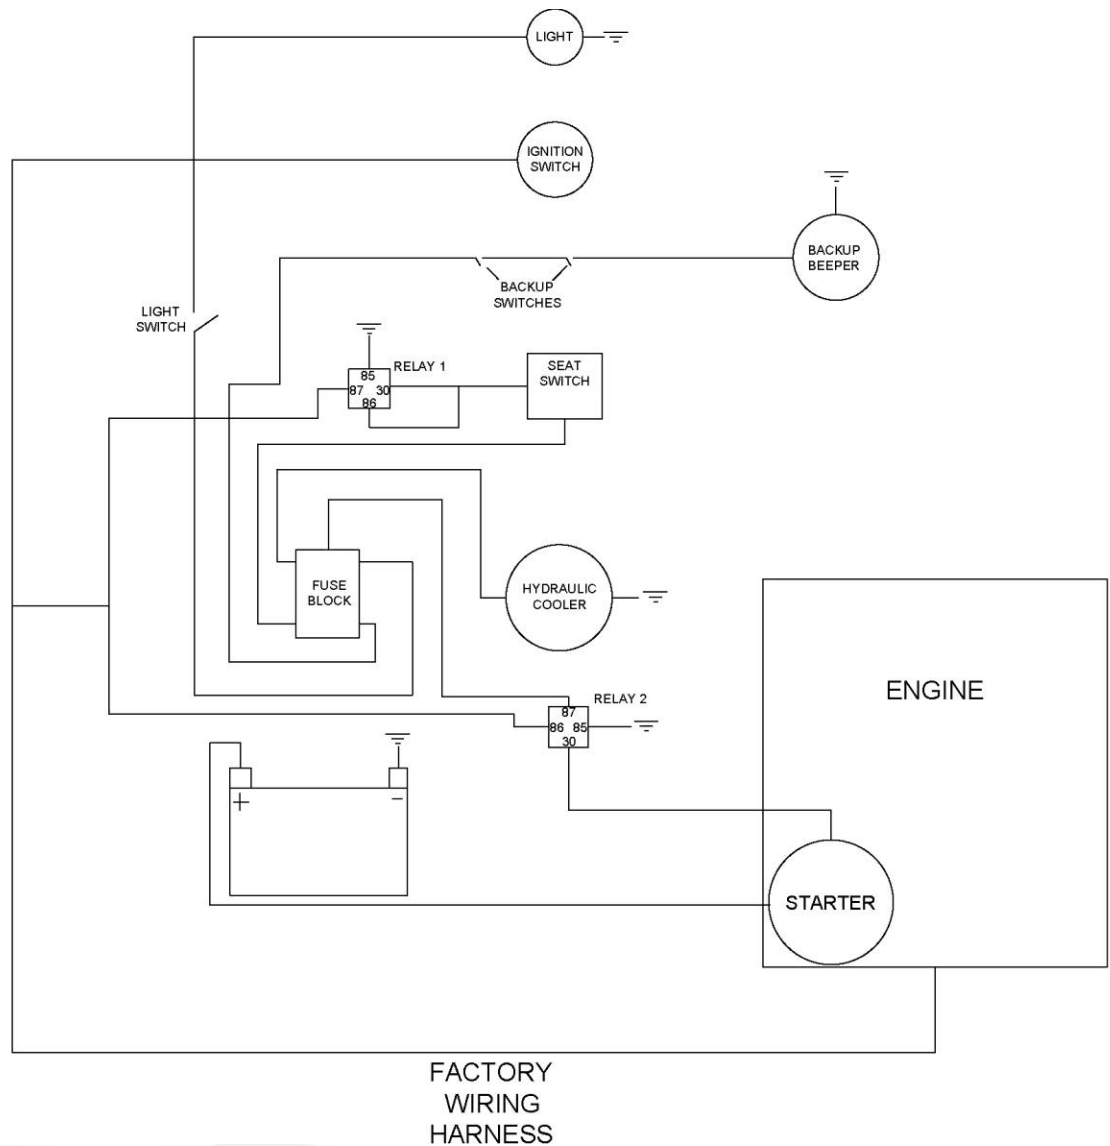 LIGHT
IGNITION
SWITCH
BACKUP
BEEPER
BACKUP
SWITCHES
LIGHT
SWITCH
RELAY 1
85
87 30
86
SEAT
SWITCH
FUSE
BLOCK
HYDRAULIC
COOLER
ENGINE
RELAY 2
87
86 85
30
+ −
STARTER
FACTORY
WIRING
HARNESS